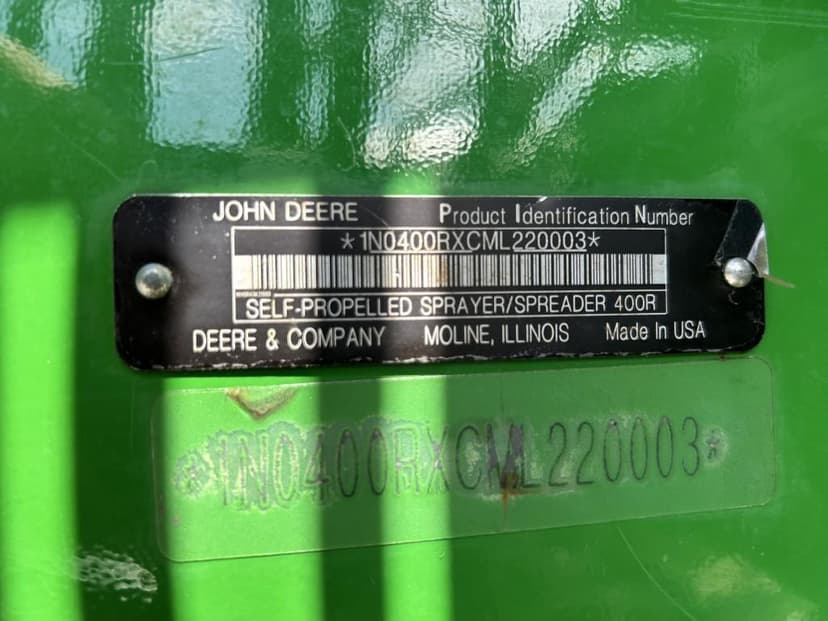 JOHN DEERE Product Identification Number
*1N0400RXCML220003*
SELF-PROPELLED SPRAYER/SPREADER 400R
DEERE & COMPANY MOLINE, ILLINOIS Made In USA
*1N0400RXCML220003*